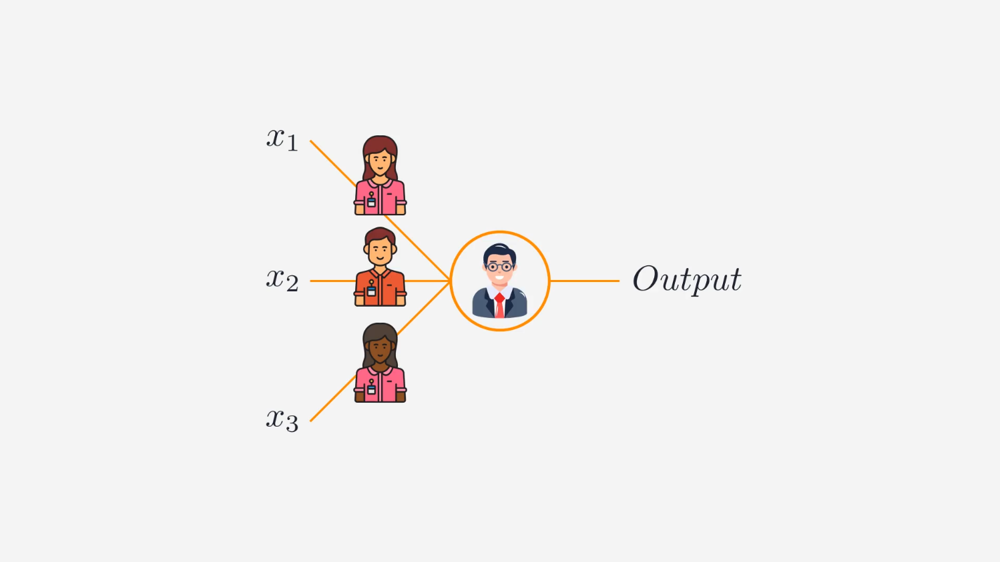 x₁
x₂
Output
x₃